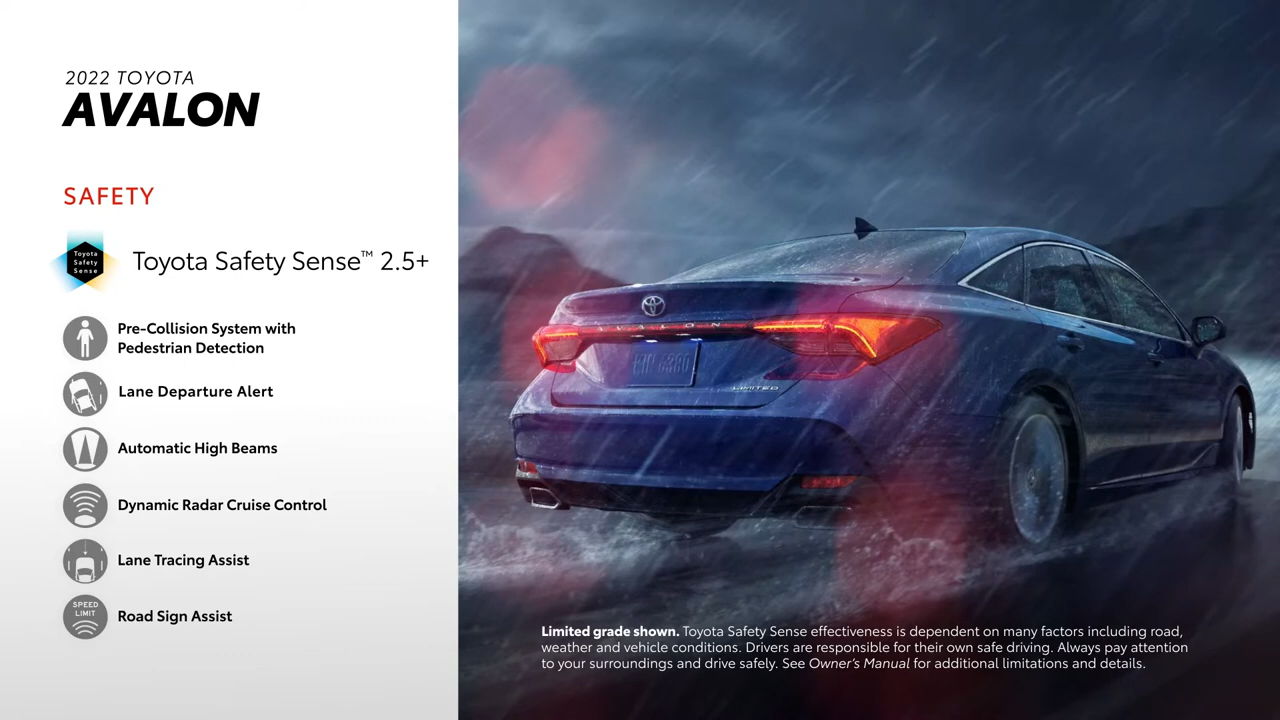 2022 TOYOTA
AVALON
SAFETY
Toyota
Safety
Sense
Toyota Safety Sense™ 2.5+
Pre-Collision System with
Pedestrian Detection
Lane Departure Alert
Automatic High Beams
Dynamic Radar Cruise Control
Lane Tracing Assist
SPEED
LIMIT
Road Sign Assist
AVALON
LIMITED
Limited grade shown. Toyota Safety Sense effectiveness is dependent on many factors including road,
weather and vehicle conditions. Drivers are responsible for their own safe driving. Always pay attention
to your surroundings and drive safely. See Owner's Manual for additional limitations and details.